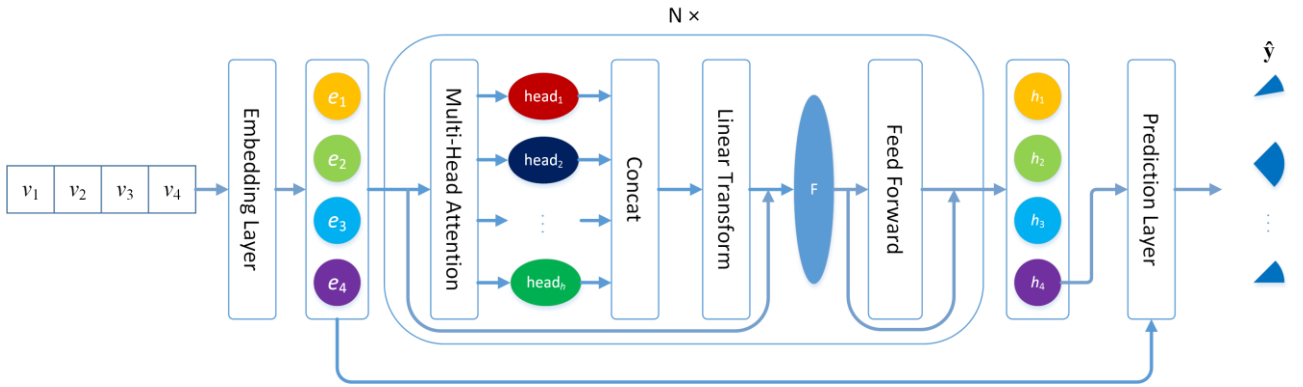 N ×
v1 v2 v3 v4
Embedding Layer
e1
e2
e3
e4
Multi-Head Attention
head1
head2
⋮
headh
Concat
Linear Transform
F
Feed Forward
h1
h2
h3
h4
Prediction Layer
ŷ
⋮